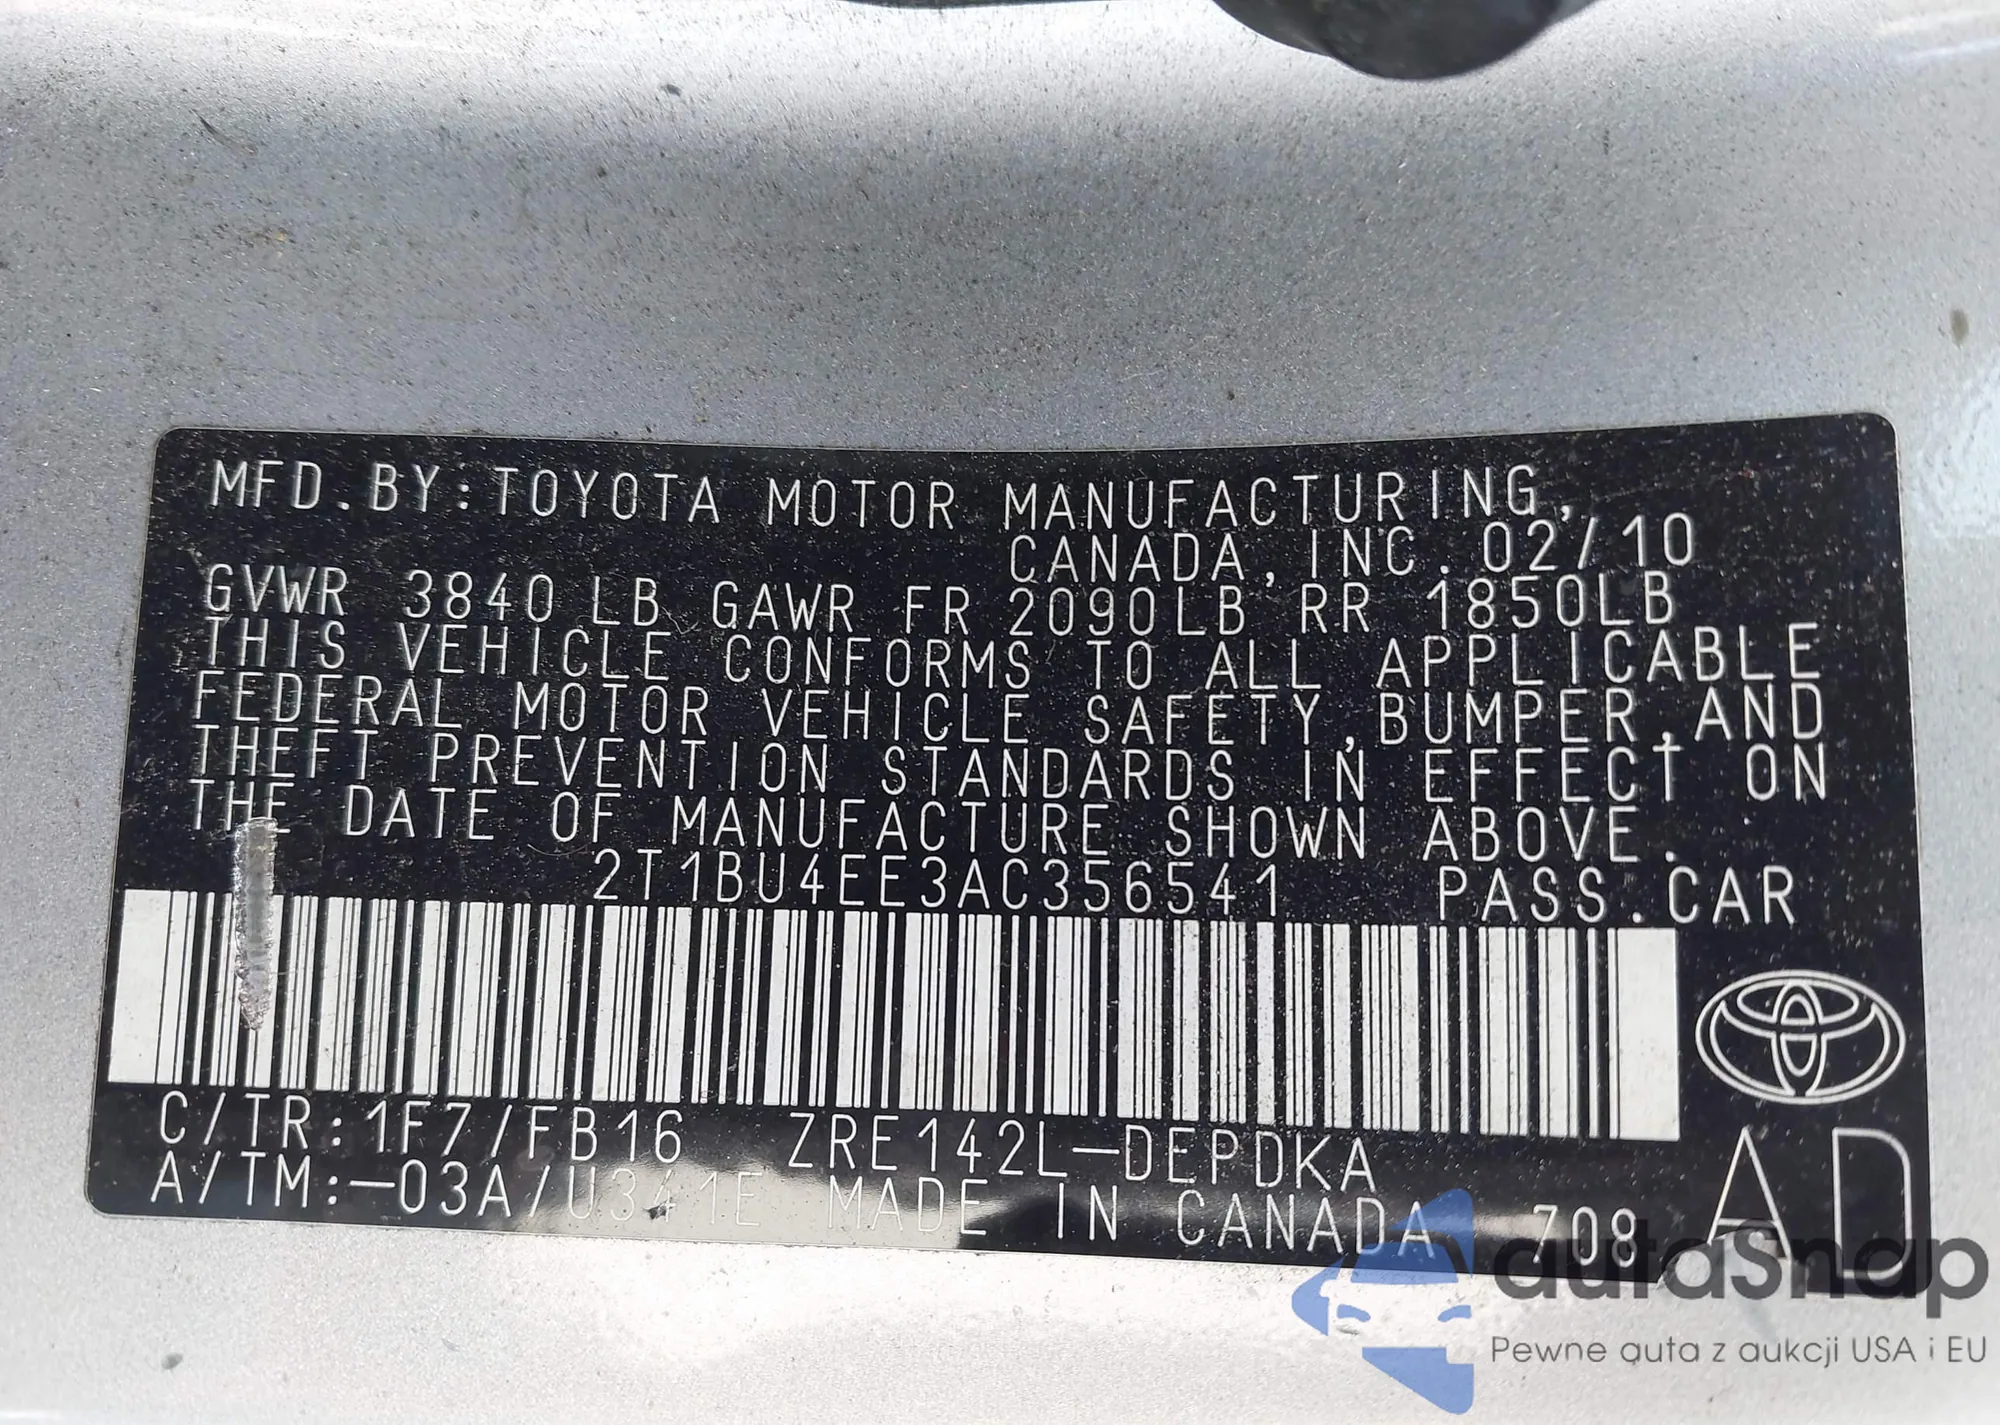 MFD.BY:TOYOTA MOTOR MANUFACTURING,
CANADA,INC.02/10
GVWR 3840 LB GAWR FR 2090LB RR 1850LB
THIS VEHICLE CONFORMS TO ALL APPLICABLE
FEDERAL MOTOR VEHICLE SAFETY,BUMPER,AND
THEFT PREVENTION STANDARDS IN EFFECT ON
THE DATE OF MANUFACTURE SHOWN ABOVE.
2T1BU4EE3AC356541 PASS.CAR
C/TR:1F7/FB16 ZRE142L-DEPDKA
A/TM:-03A/U341E MADE IN CANADA 708
AD
autoSnap
Pewne auta z aukcji USA i EU